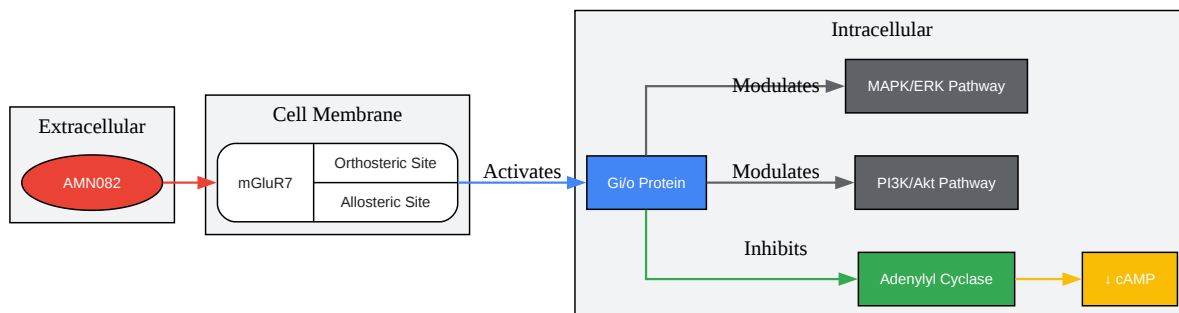 Extracellular
AMN082
Cell Membrane
mGluR7
Orthosteric Site
Allosteric Site
Activates
Intracellular
Gi/o Protein
Modulates
MAPK/ERK Pathway
Modulates
PI3K/Akt Pathway
Inhibits
Adenylyl Cyclase
↓ cAMP